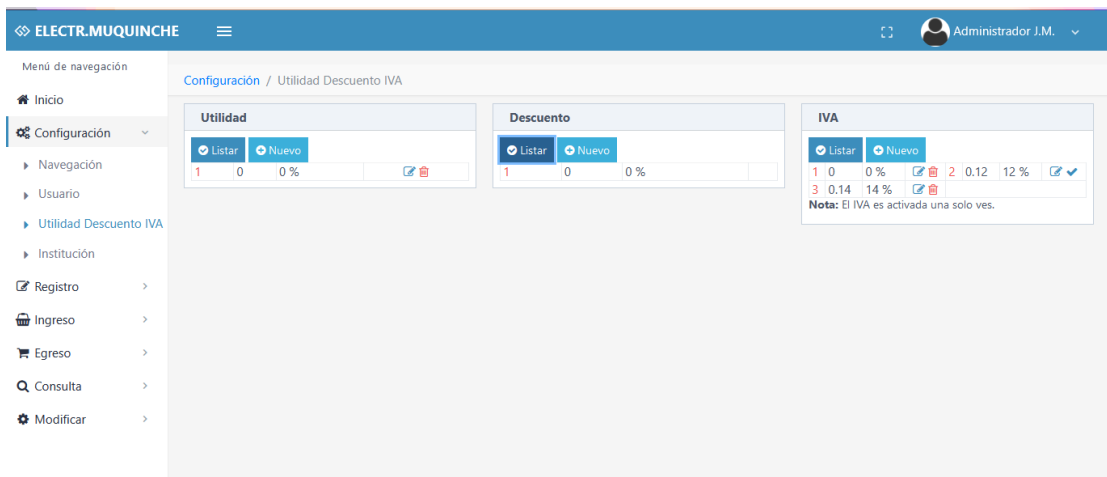 ELECTR.MUQUINCHE
Administrador J.M.
Menú de navegación
Inicio
Configuración
Navegación
Usuario
Utilidad Descuento IVA
Institución
Registro
Ingreso
Egreso
Consulta
Modificar
Configuración / Utilidad Descuento IVA
Utilidad
Listar Nuevo
1 0 0 %
Descuento
Listar Nuevo
1 0 0 %
IVA
Listar Nuevo
1 0 0 % 2 0.12 12 %
3 0.14 14 %
Nota: El IVA es activada una solo ves.